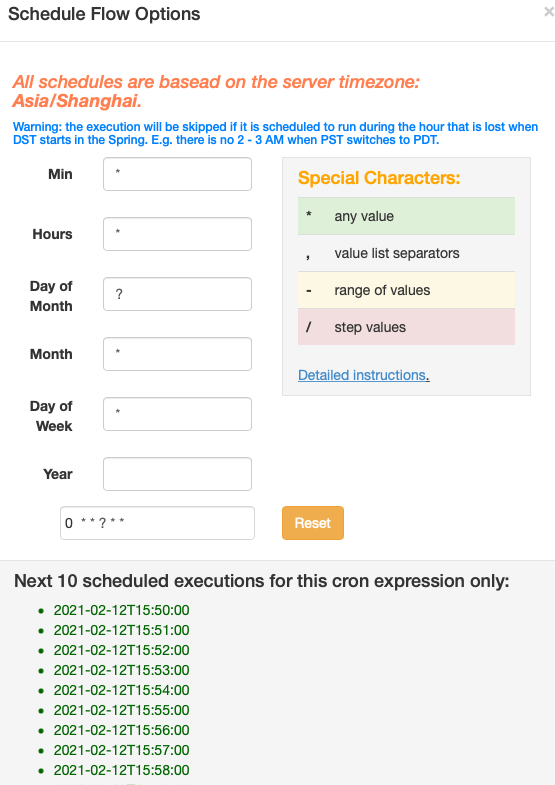 Schedule Flow Options
×
All schedules are basead on the server timezone:
Asia/Shanghai.
Warning: the execution will be skipped if it is scheduled to run during the hour that is lost when
DST starts in the Spring. E.g. there is no 2 - 3 AM when PST switches to PDT.
Min
*
Hours
*
Day of
Month
?
Month
*
Day of
Week
*
Year
0 * * ? * *
Special Characters:
* any value
, value list separators
- range of values
/ step values
Detailed instructions.
Reset
Next 10 scheduled executions for this cron expression only:
• 2021-02-12T15:50:00
• 2021-02-12T15:51:00
• 2021-02-12T15:52:00
• 2021-02-12T15:53:00
• 2021-02-12T15:54:00
• 2021-02-12T15:55:00
• 2021-02-12T15:56:00
• 2021-02-12T15:57:00
• 2021-02-12T15:58:00